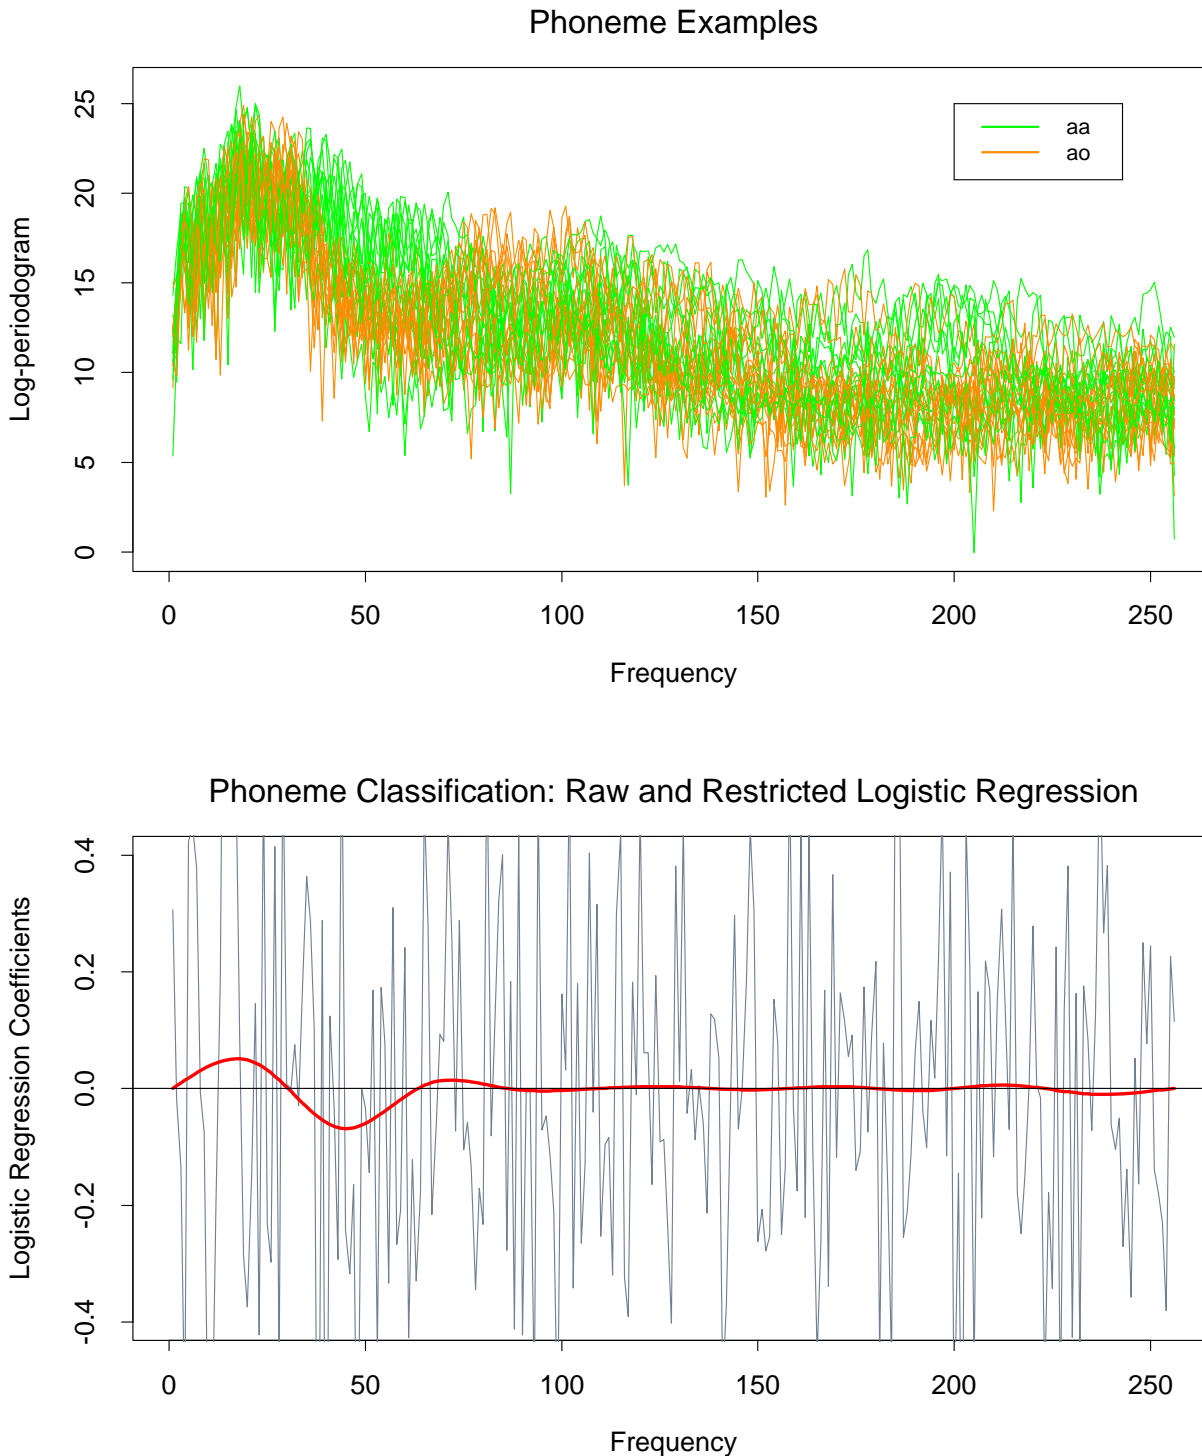 Phoneme Examples
25
20
15
10
5
0
Log-periodogram
aa
ao
0 50 100 150 200 250
Frequency
Phoneme Classification: Raw and Restricted Logistic Regression
0.4
0.2
0.0
-0.2
-0.4
Logistic Regression Coefficients
0 50 100 150 200 250
Frequency